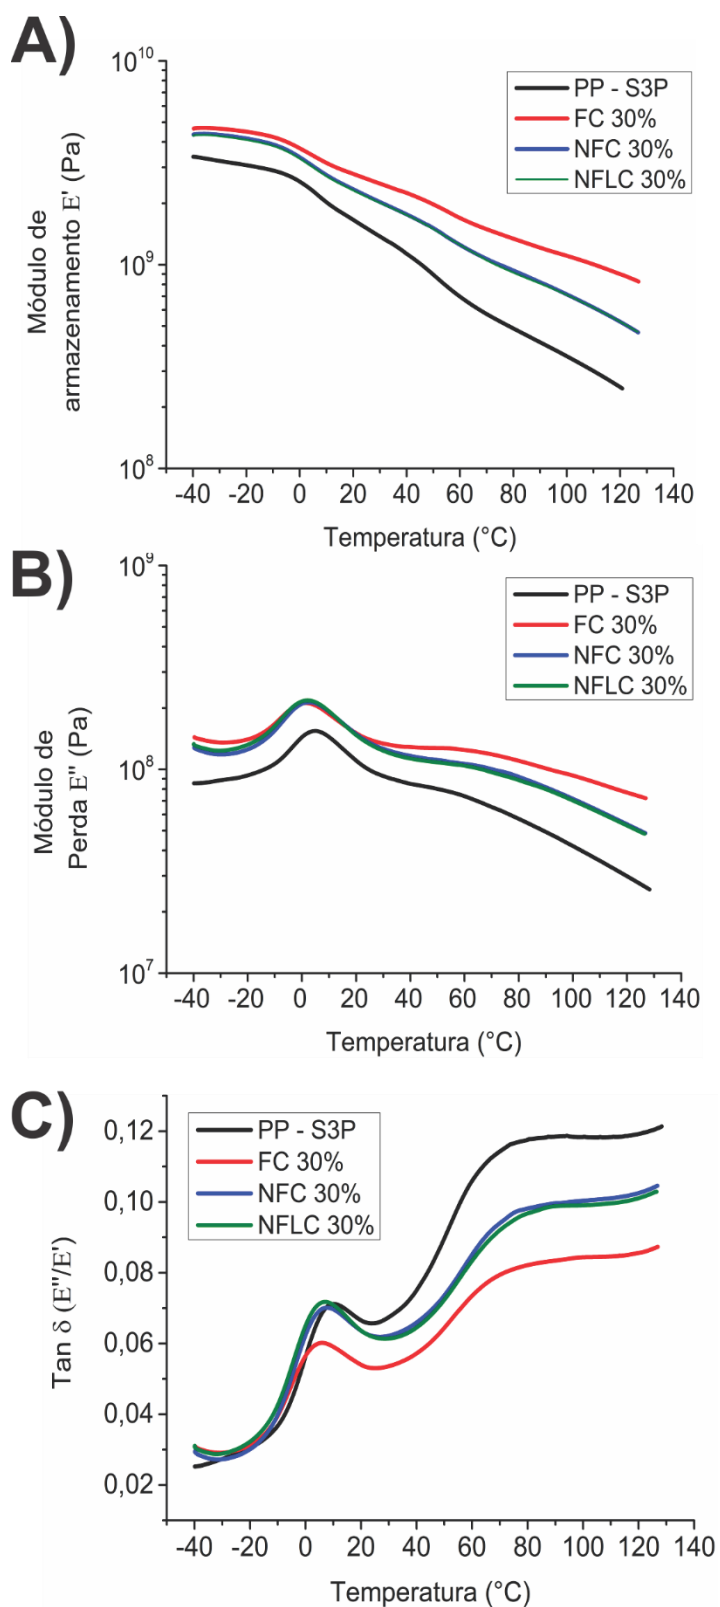 A)
Módulo de
armazenamento E' (Pa)
10^10
10^9
10^8
PP - S3P
FC 30%
NFC 30%
NFLC 30%
-40 -20 0 20 40 60 80 100 120 140
Temperatura (°C)
B)
Módulo de
Perda E" (Pa)
10^9
10^8
10^7
PP - S3P
FC 30%
NFC 30%
NFLC 30%
-40 -20 0 20 40 60 80 100 120 140
Temperatura (°C)
C)
Tan δ (E"/E')
0,12
0,10
0,08
0,06
0,04
0,02
PP - S3P
FC 30%
NFC 30%
NFLC 30%
-40 -20 0 20 40 60 80 100 120 140
Temperatura (°C)